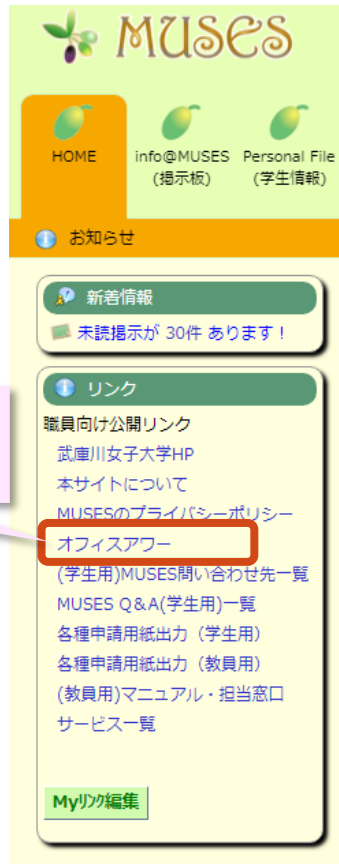 MUSES
HOME
info@MUSES
(掲示板)
Personal File
(学生情報)
お知らせ
新着情報
未読掲示が 30件 あります！
リンク
職員向け公開リンク
武庫川女子大学HP
本サイトについて
MUSESのプライバシーポリシー
オフィスアワー
(学生用)MUSES問い合わせ先一覧
MUSES Q&A(学生用)一覧
各種申請用紙出力（学生用）
各種申請用紙出力（教員用）
(教員用)マニュアル・担当窓口
サービス一覧
Myリンク編集